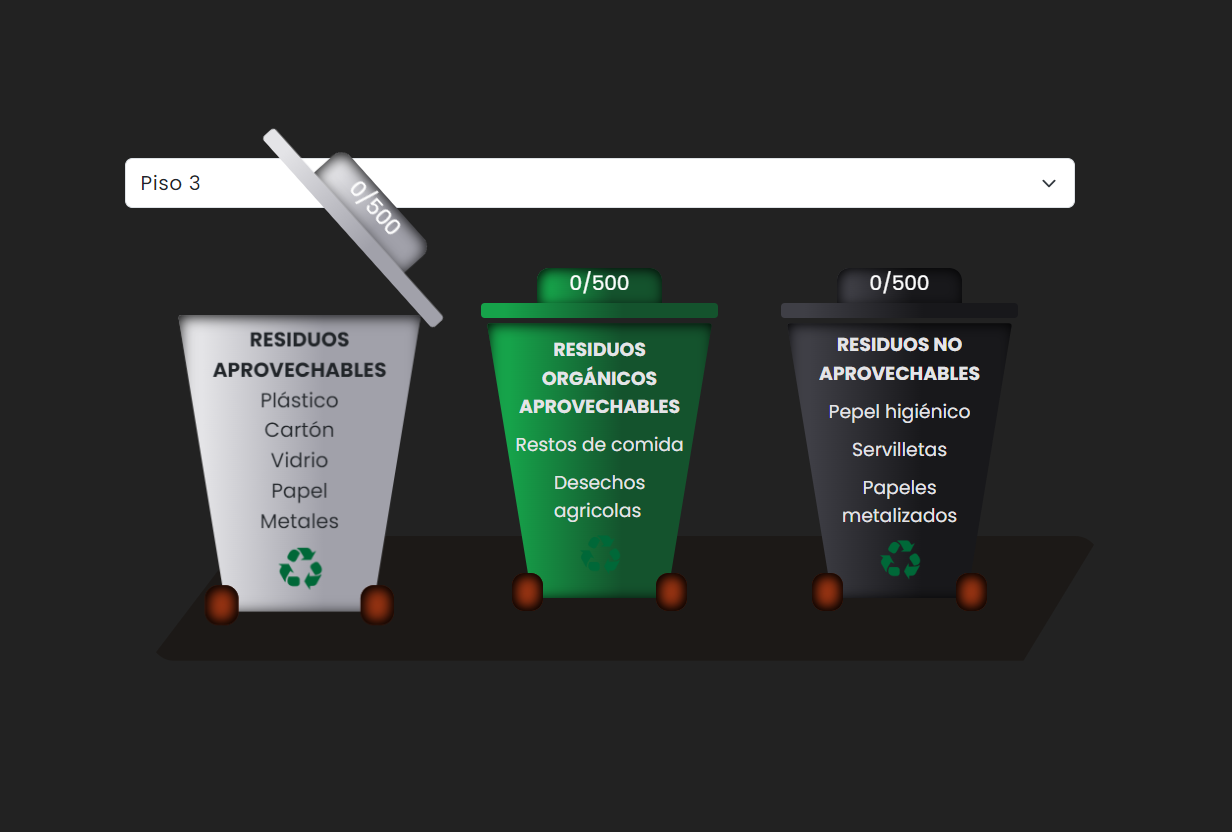 Piso 3
0/500
RESIDUOS
APROVECHABLES
Plástico
Cartón
Vidrio
Papel
Metales
0/500
RESIDUOS
ORGÁNICOS
APROVECHABLES
Restos de comida
Desechos
agricolas
0/500
RESIDUOS NO
APROVECHABLES
Pepel higiénico
Servilletas
Papeles
metalizados